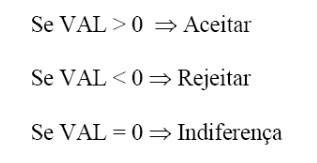 Se VAL > 0 ⇒ Aceitar
Se VAL < 0 ⇒ Rejeitar
Se VAL = 0 ⇒ Indiferença